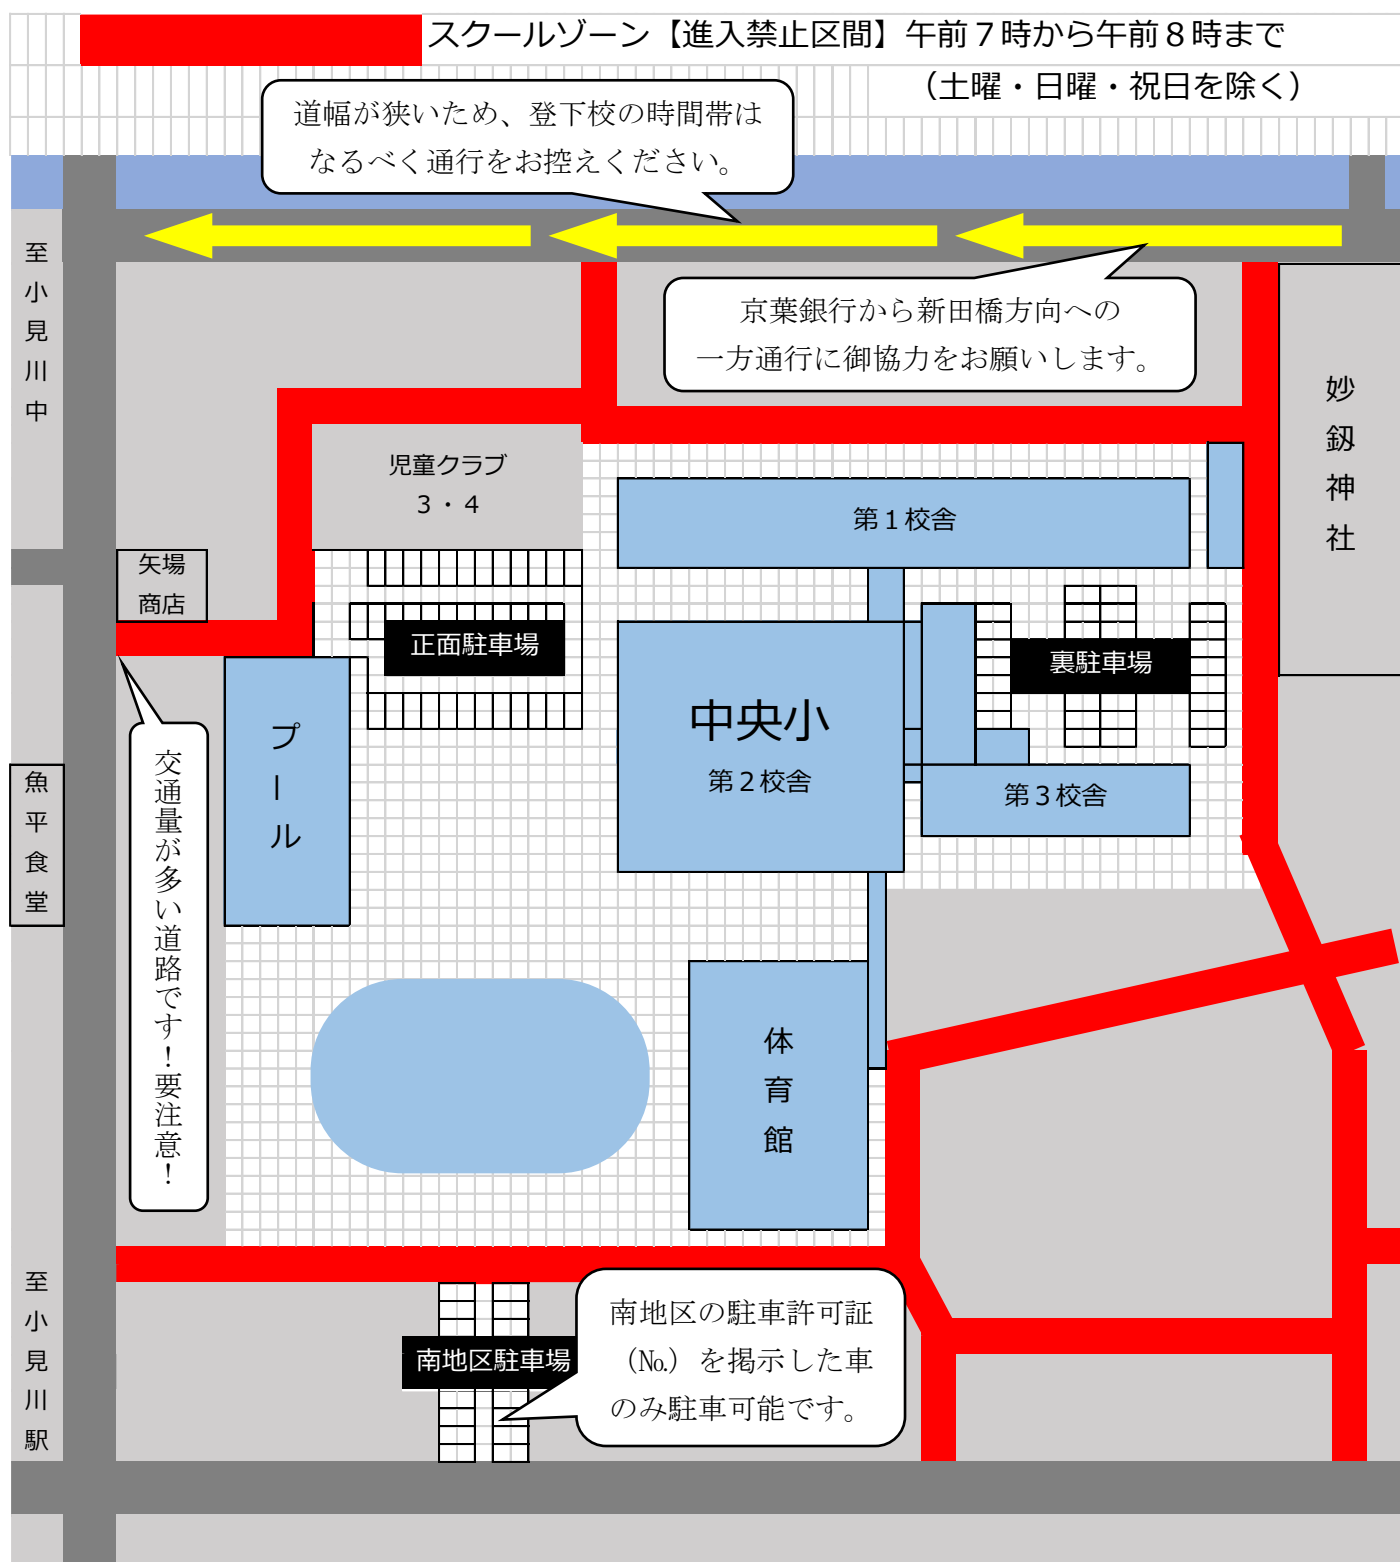 スクールゾーン【進入禁止区間】午前７時から午前８時まで
（土曜・日曜・祝日を除く）
道幅が狭いため、登下校の時間帯は
なるべく通行をお控えください。
京葉銀行から新田橋方向への
一方通行に御協力をお願いします。
至小見川中
妙釼神社
児童クラブ
３・４
第１校舎
矢場
商店
正面駐車場
裏駐車場
プール
中央小
第２校舎
第３校舎
魚平食堂
交通量が多い道路です！要注意！
体育館
至小見川駅
南地区駐車場
南地区の駐車許可証
（№）を掲示した車
のみ駐車可能です。